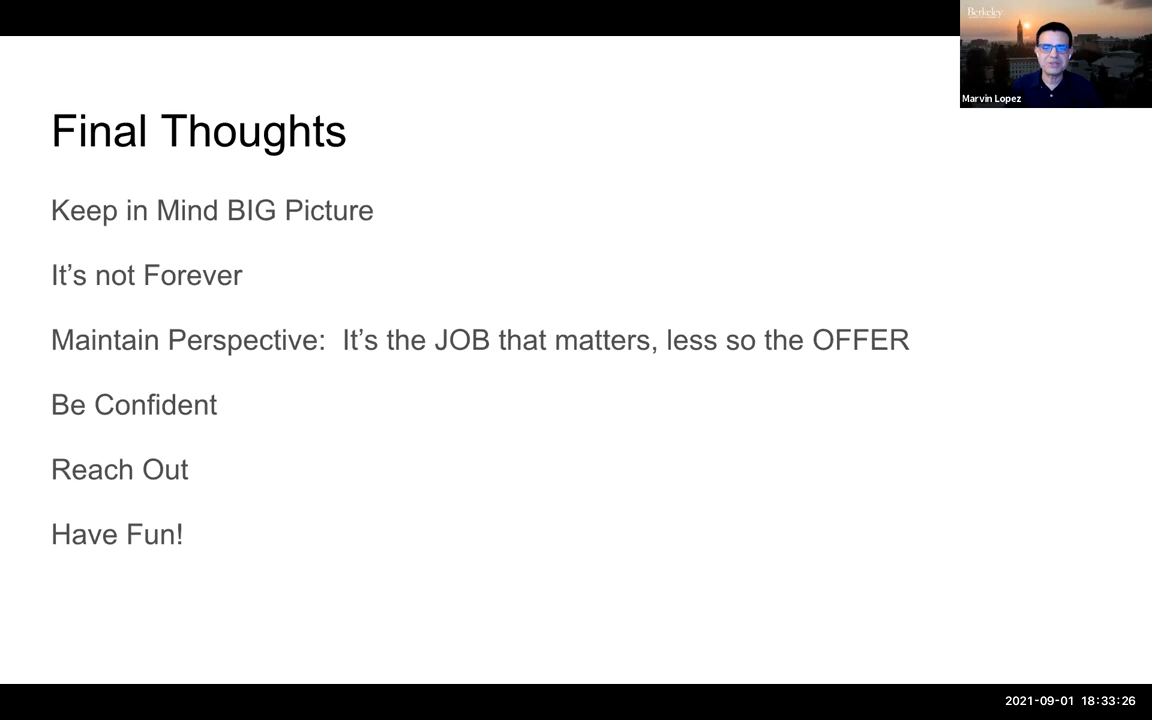 Berkeley
Marvin Lopez
Final Thoughts
Keep in Mind BIG Picture
It’s not Forever
Maintain Perspective:  It’s the JOB that matters, less so the OFFER
Be Confident
Reach Out
Have Fun!
2021-09-01 18:33:26